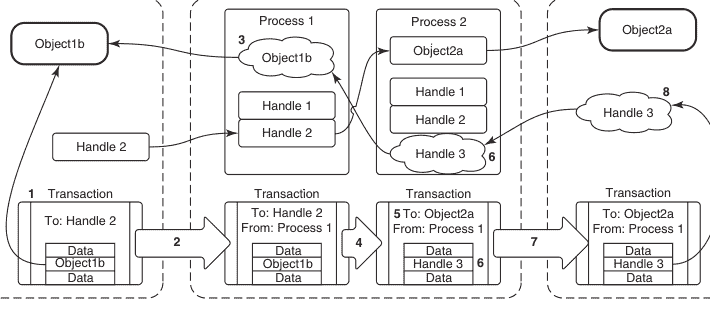 Process 1
Process 2
Object1b
3
Object1b
Object2a
Object2a
Handle 1
Handle 2
Handle 1
Handle 2
Handle 2
Handle 3
6
Handle 3
8
1
Transaction
To: Handle 2
Data
Object1b
Data
2
Transaction
To: Handle 2
From: Process 1
Data
Object1b
Data
4
Transaction
5 To: Object2a
From: Process 1
Data
Handle 3
6
Data
7
Transaction
To: Object2a
From: Process 1
Data
Handle 3
Data